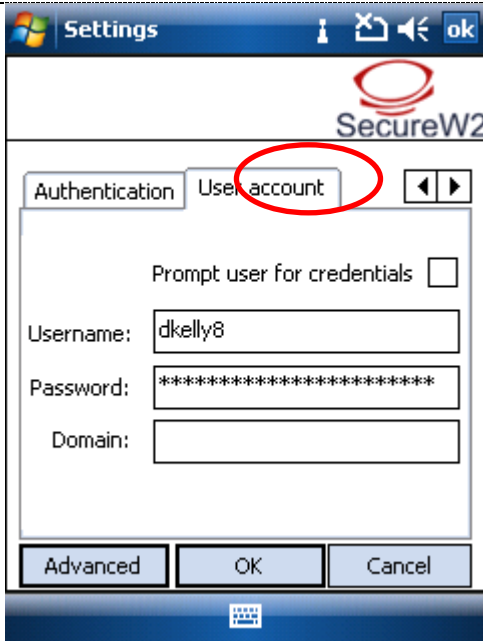 Settings ok
SecureW2
Authentication User account
Prompt user for credentials
Username: dkelly8
Password: ***********************
Domain:
Advanced OK Cancel